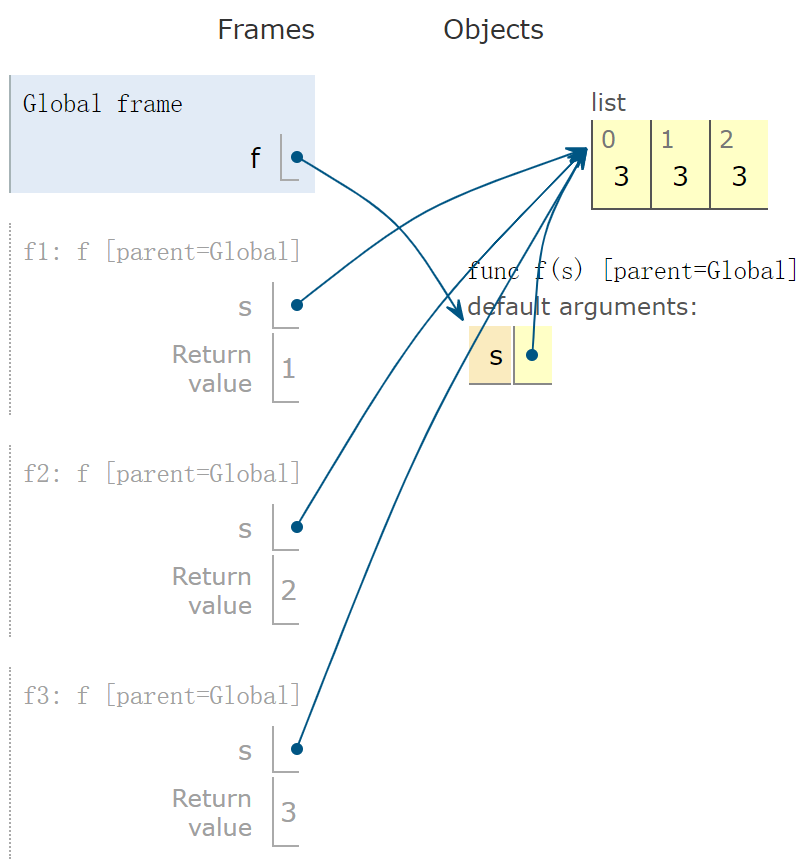 Frames Objects
Global frame
f
list
0 1 2
3 3 3
f1: f [parent=Global]
s
Return
value
1
func f(s) [parent=Global]
default arguments:
s
f2: f [parent=Global]
s
Return
value
2
f3: f [parent=Global]
s
Return
value
3